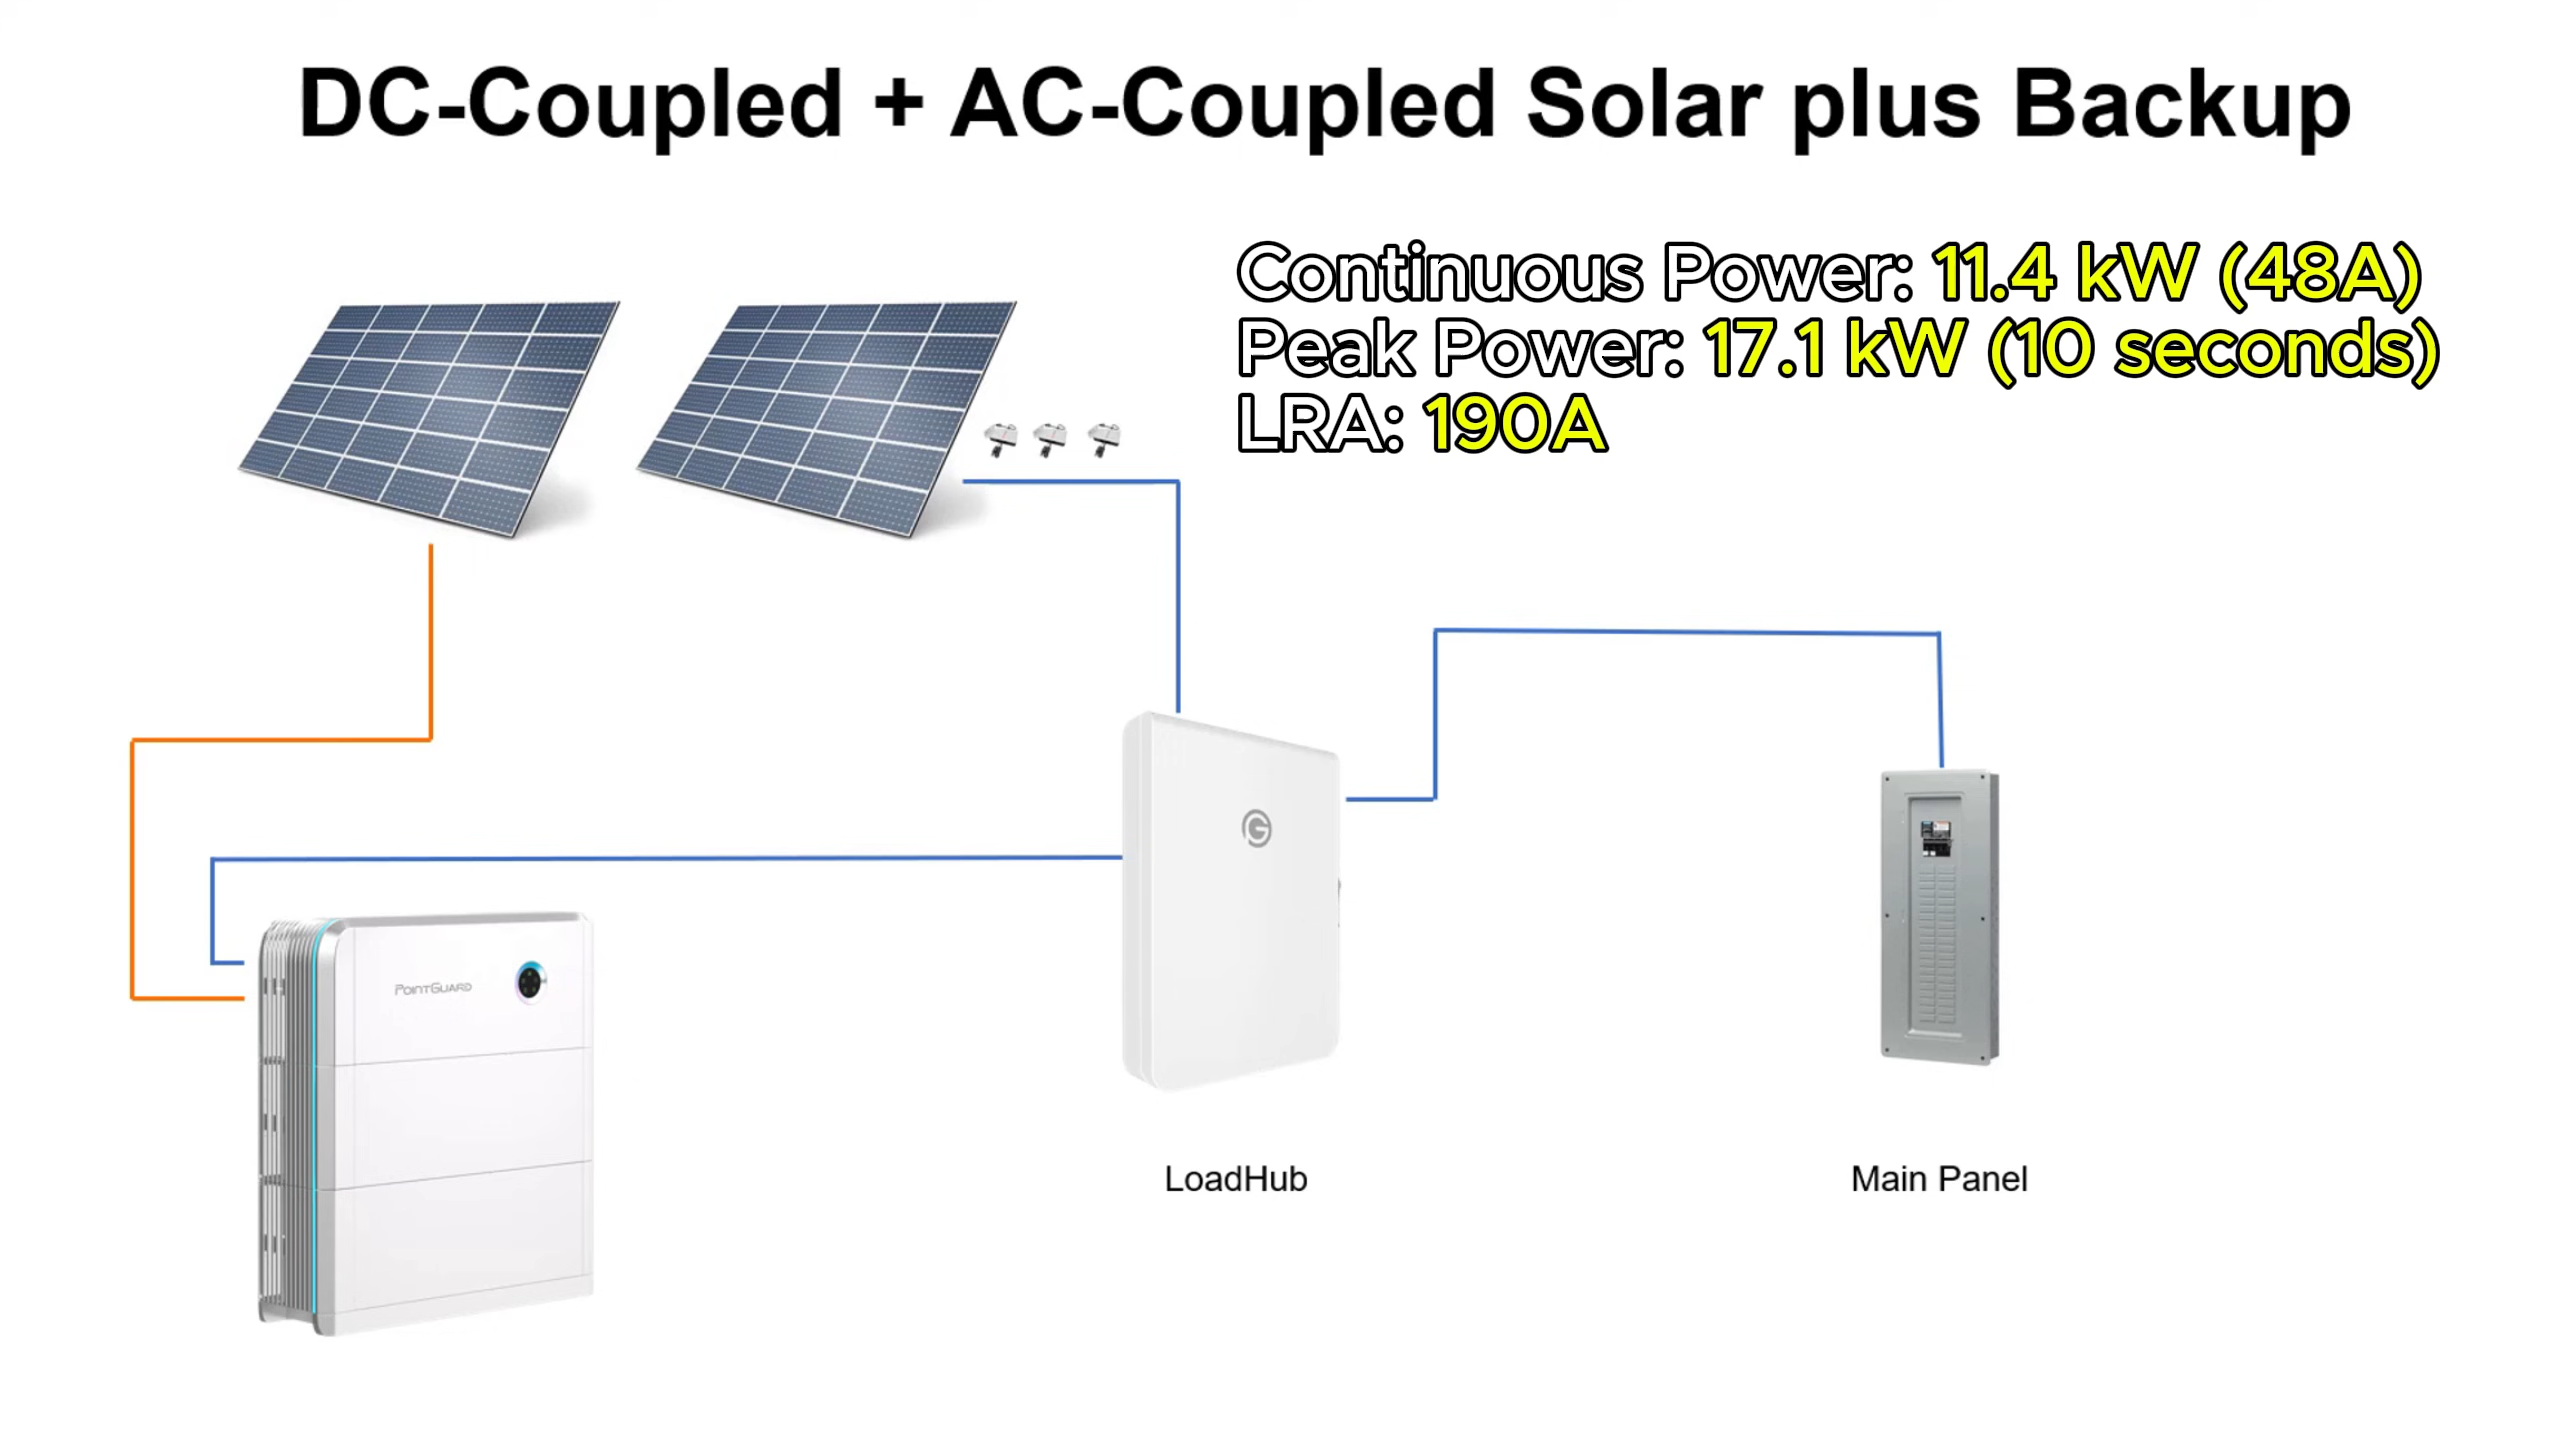 DC-Coupled + AC-Coupled Solar plus Backup
Continuous Power: 11.4 kW (48A)
Peak Power: 17.1 kW (10 seconds)
LRA: 190A
POINTGUARD
LoadHub
Main Panel